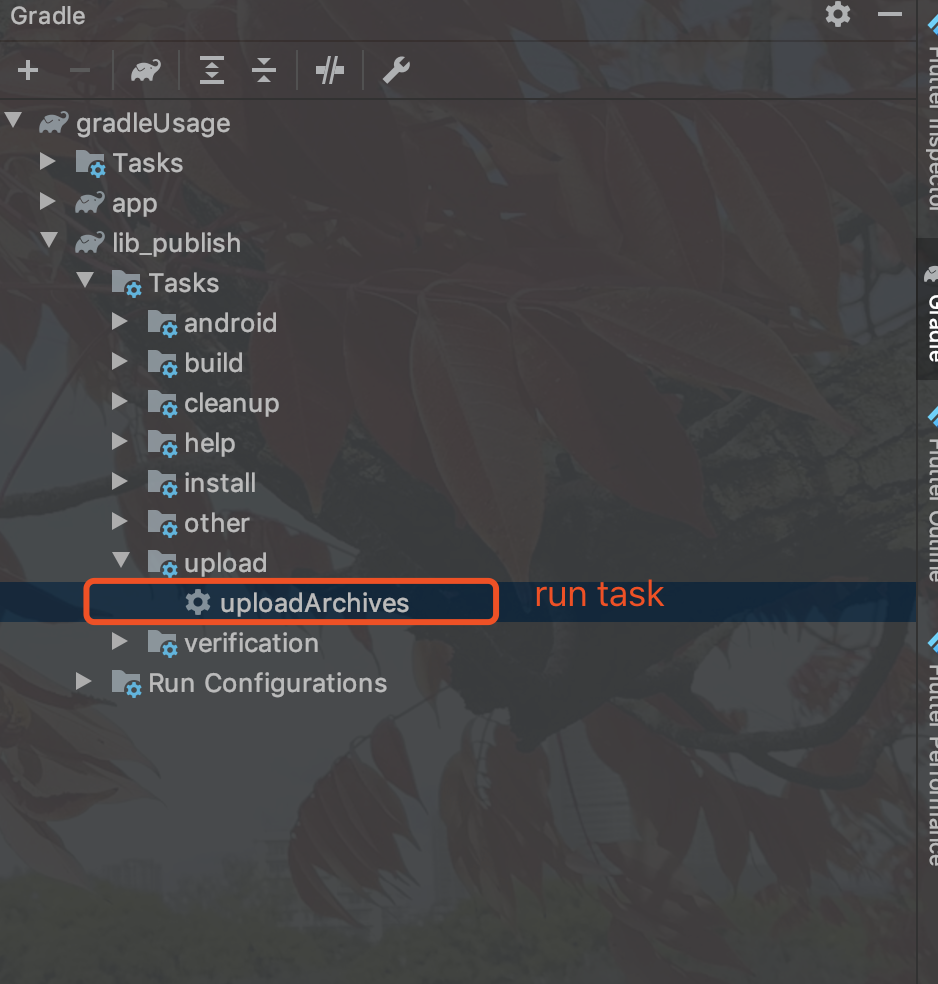 Gradle
gradleUsage
Tasks
app
lib_publish
Tasks
android
build
cleanup
help
install
other
upload
uploadArchives
run task
verification
Run Configurations
Flutter Inspector
Gradle
Flutter Outline
Flutter Performance